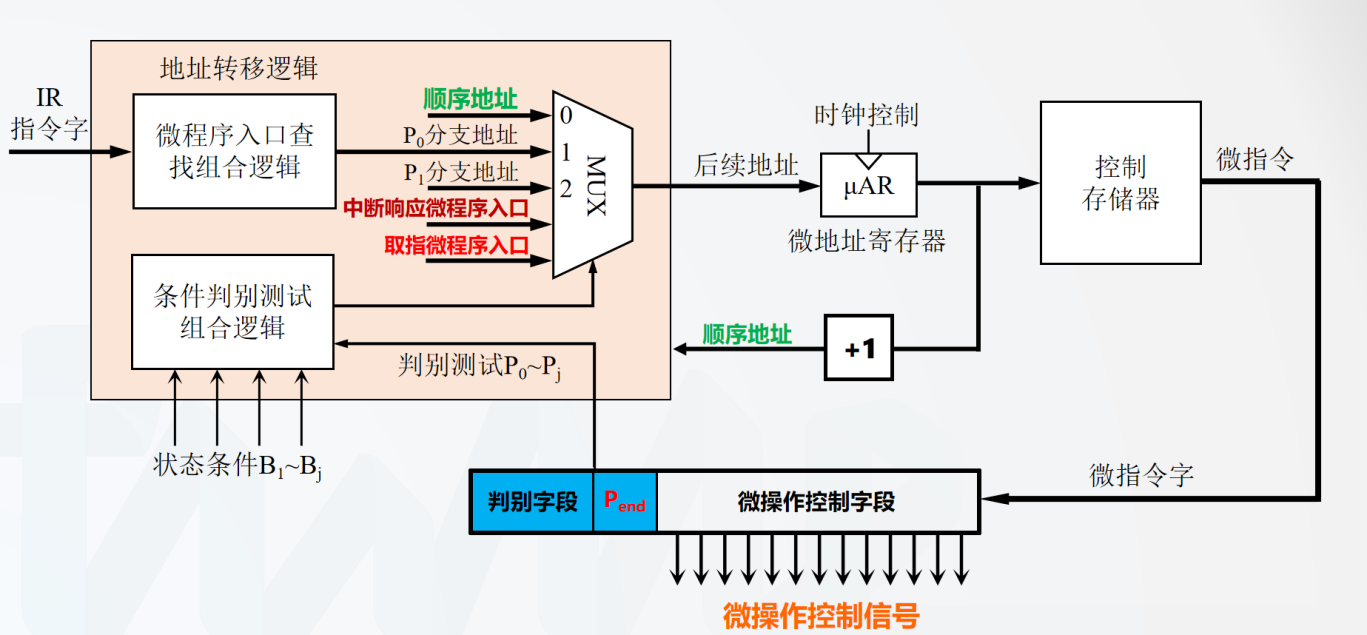 地址转移逻辑
IR
指令字
微程序入口查
找组合逻辑
顺序地址
P0分支地址
P1分支地址
中断响应微程序入口
取指微程序入口
0
1
2
MUX
后续地址
时钟控制
μAR
微地址寄存器
控制
存储器
微指令
条件判别测试
组合逻辑
顺序地址
+1
判别测试P0~Pj
状态条件B1~Bj
微指令字
判别字段
Pend
微操作控制字段
微操作控制信号